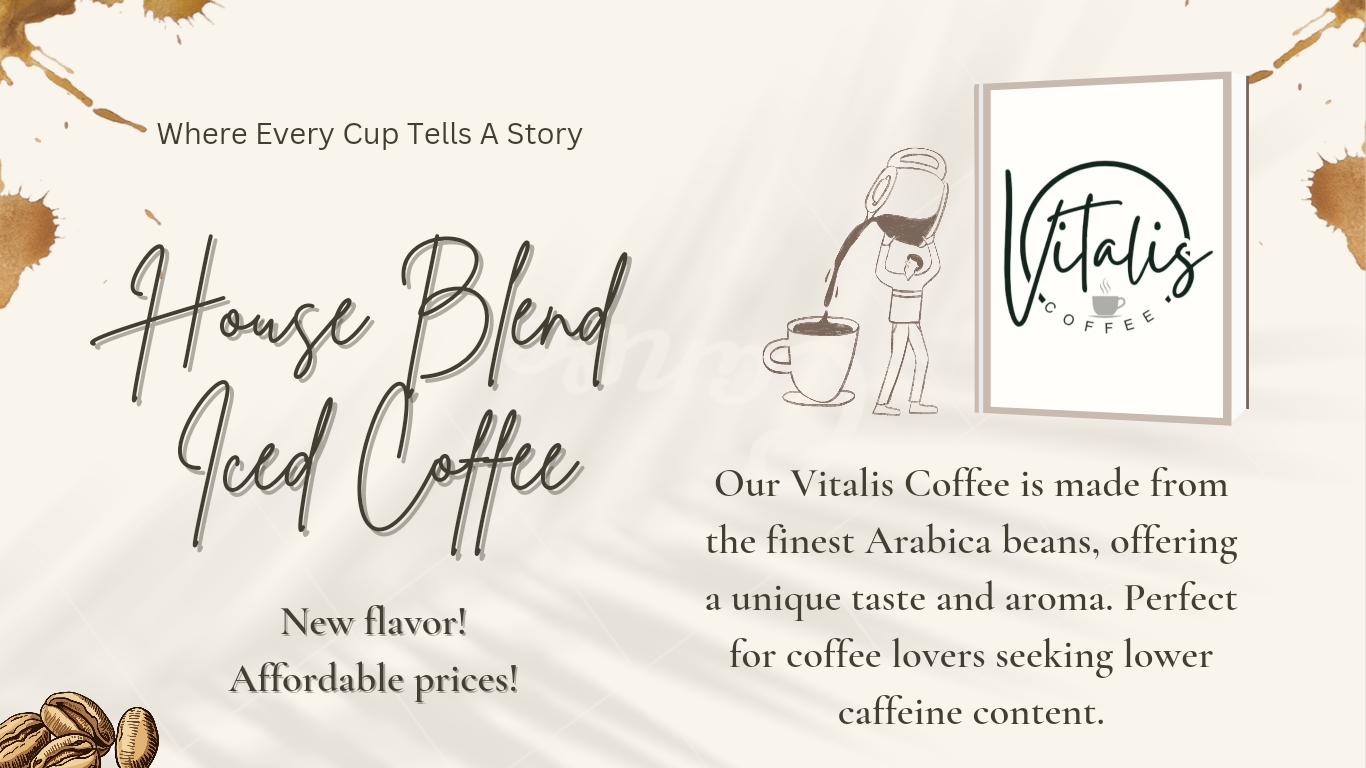 Where Every Cup Tells A Story
House Blend
Iced Coffee
New flavor!
Affordable prices!
Vitalis
COFFEE
Our Vitalis Coffee is made from
the finest Arabica beans, offering
a unique taste and aroma. Perfect
for coffee lovers seeking lower
caffeine content.